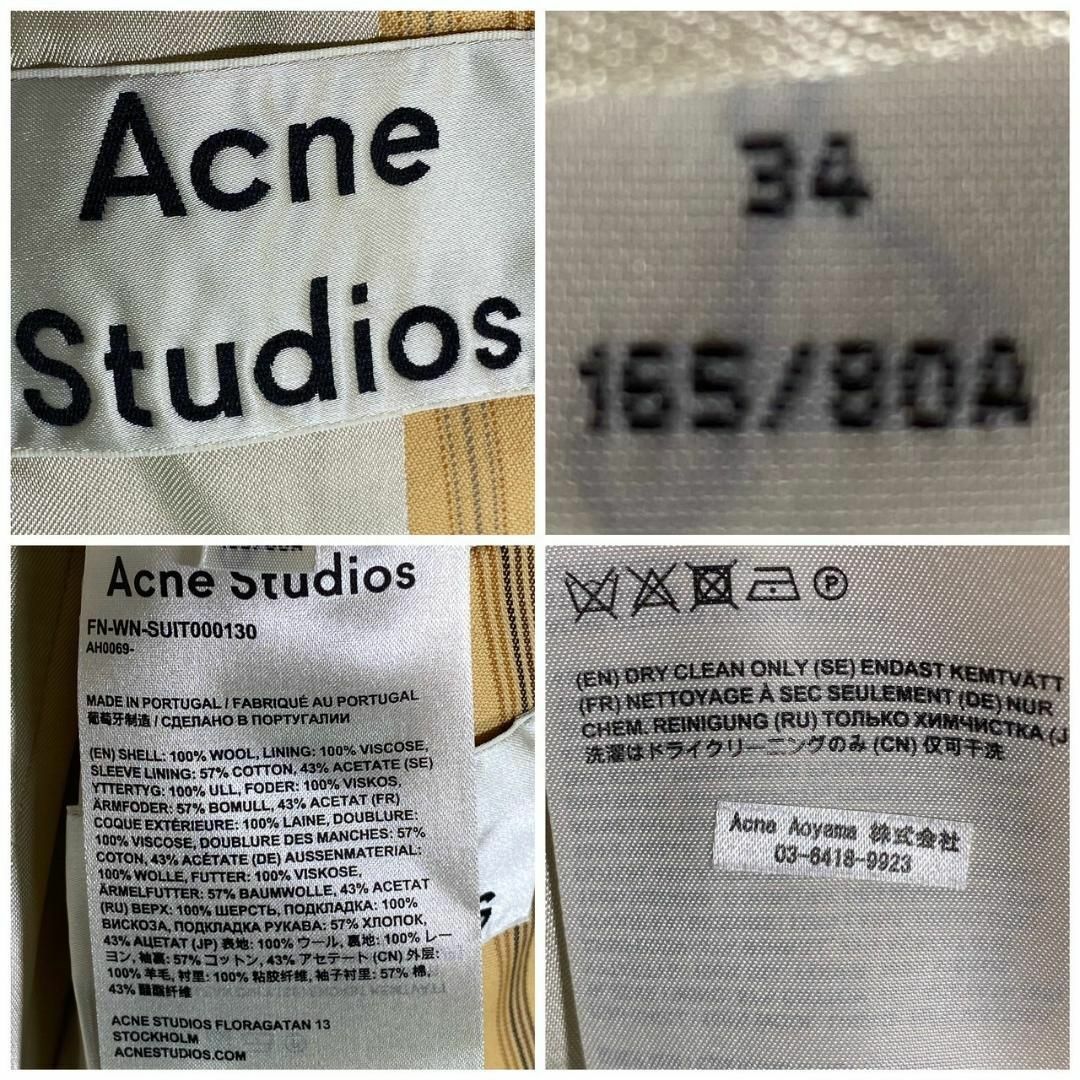 Acne
Studios
34
165/80A
Acne Studios
FN-WN-SUIT000130
AH0069-
MADE IN PORTUGAL / FABRIQUÉ AU PORTUGAL
葡萄牙制造 / СДЕЛАНО В ПОРТУГАЛИИ
(EN) SHELL: 100% WOOL, LINING: 100% VISCOSE,
SLEEVE LINING: 57% COTTON, 43% ACETATE (SE)
YTTERTYG: 100% ULL, FODER: 100% VISKOS,
ÄRMFODER: 57% BOMULL, 43% ACETAT (FR)
COQUE EXTÉRIEURE: 100% LAINE, DOUBLURE:
100% VISCOSE, DOUBLURE DES MANCHES: 57%
COTON, 43% ACÉTATE (DE) AUSSENMATERIAL:
100% WOLLE, FUTTER: 100% VISKOSE,
ÄRMELFUTTER: 57% BAUMWOLLE, 43% ACETAT
(RU) ВЕРХ: 100% ШЕРСТЬ, ПОДКЛАДКА: 100%
ВИСКОЗА, ПОДКЛАДКА РУКАВА: 57% ХЛОПОК,
43% АЦЕТАТ (JP) 表地: 100% ウール, 裏地: 100% レー
ヨン, 袖裏: 57% コットン, 43% アセテート (CN) 外层:
100% 羊毛, 衬里: 100% 粘胶纤维, 袖子衬里: 57% 棉,
43% 醋酯纤维
ACNE STUDIOS FLORAGATAN 13
STOCKHOLM
ACNESTUDIOS.COM
P
(EN) DRY CLEAN ONLY (SE) ENDAST KEMTVÄTT
(FR) NETTOYAGE À SEC SEULEMENT (DE) NUR
CHEM. REINIGUNG (RU) ТОЛЬКО ХИМЧИСТКА (J
洗濯はドライクリーニングのみ (CN) 仅可干洗
Acne Aoyama 株式会社
03-6418-9923